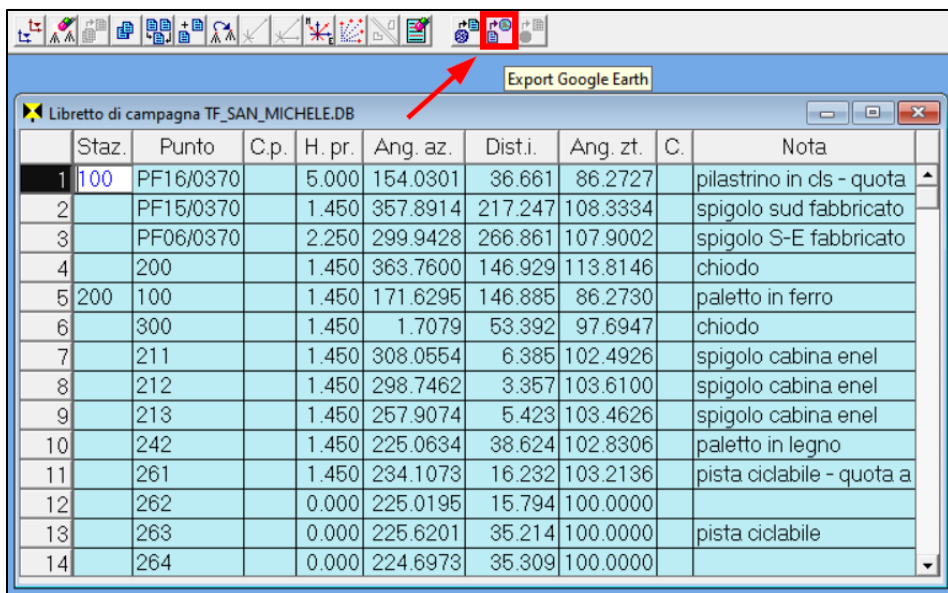 Export Google Earth
Libretto di campagna TF_SAN_MICHELE.DB
Staz. Punto C.p. H. pr. Ang. az. Dist.i. Ang. zt. C. Nota
1 100 PF16/0370 5.000 154.0301 36.661 86.2727 pilastrino in cls - quota
2 PF15/0370 1.450 357.8914 217.247 108.3334 spigolo sud fabbricato
3 PF06/0370 2.250 299.9428 266.861 107.9002 spigolo S-E fabbricato
4 200 1.450 363.7600 146.929 113.8146 chiodo
5 200 100 1.450 171.6295 146.885 86.2730 paletto in ferro
6 300 1.450 1.7079 53.392 97.6947 chiodo
7 211 1.450 308.0554 6.385 102.4926 spigolo cabina enel
8 212 1.450 298.7462 3.357 103.6100 spigolo cabina enel
9 213 1.450 257.9074 5.423 103.4626 spigolo cabina enel
10 242 1.450 225.0634 38.624 102.8306 paletto in legno
11 261 1.450 234.1073 16.232 103.2136 pista ciclabile - quota a
12 262 0.000 225.0195 15.794 100.0000
13 263 0.000 225.6201 35.214 100.0000 pista ciclabile
14 264 0.000 224.6973 35.309 100.0000